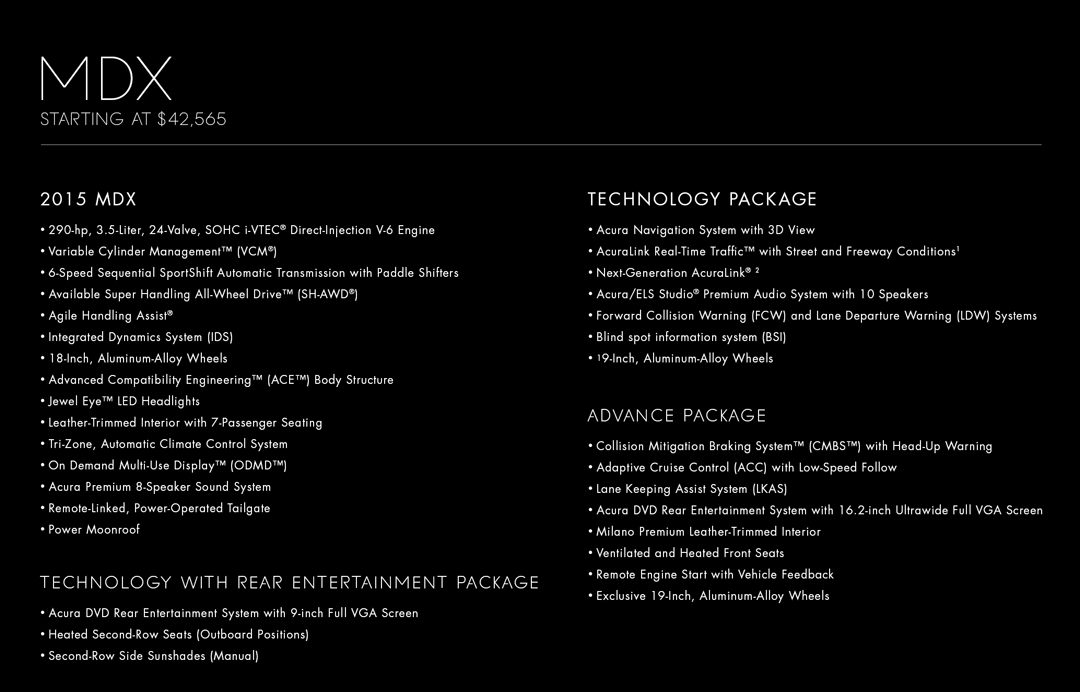 MDX
STARTING AT $42,565
2015 MDX
• 290-hp, 3.5-Liter, 24-Valve, SOHC i-VTEC® Direct-Injection V-6 Engine
• Variable Cylinder Management™ (VCM®)
• 6-Speed Sequential SportShift Automatic Transmission with Paddle Shifters
• Available Super Handling All-Wheel Drive™ (SH-AWD®)
• Agile Handling Assist®
• Integrated Dynamics System (IDS)
• 18-Inch, Aluminum-Alloy Wheels
• Advanced Compatibility Engineering™ (ACE™) Body Structure
• Jewel Eye™ LED Headlights
• Leather-Trimmed Interior with 7-Passenger Seating
• Tri-Zone, Automatic Climate Control System
• On Demand Multi-Use Display™ (ODMD™)
• Acura Premium 8-Speaker Sound System
• Remote-Linked, Power-Operated Tailgate
• Power Moonroof
TECHNOLOGY WITH REAR ENTERTAINMENT PACKAGE
• Acura DVD Rear Entertainment System with 9-inch Full VGA Screen
• Heated Second-Row Seats (Outboard Positions)
• Second-Row Side Sunshades (Manual)
TECHNOLOGY PACKAGE
• Acura Navigation System with 3D View
• AcuraLink Real-Time Traffic™ with Street and Freeway Conditions¹
• Next-Generation AcuraLink® ²
• Acura/ELS Studio® Premium Audio System with 10 Speakers
• Forward Collision Warning (FCW) and Lane Departure Warning (LDW) Systems
• Blind spot information system (BSI)
• 19-Inch, Aluminum-Alloy Wheels
ADVANCE PACKAGE
• Collision Mitigation Braking System™ (CMBS™) with Head-Up Warning
• Adaptive Cruise Control (ACC) with Low-Speed Follow
• Lane Keeping Assist System (LKAS)
• Acura DVD Rear Entertainment System with 16.2-inch Ultrawide Full VGA Screen
• Milano Premium Leather-Trimmed Interior
• Ventilated and Heated Front Seats
• Remote Engine Start with Vehicle Feedback
• Exclusive 19-Inch, Aluminum-Alloy Wheels